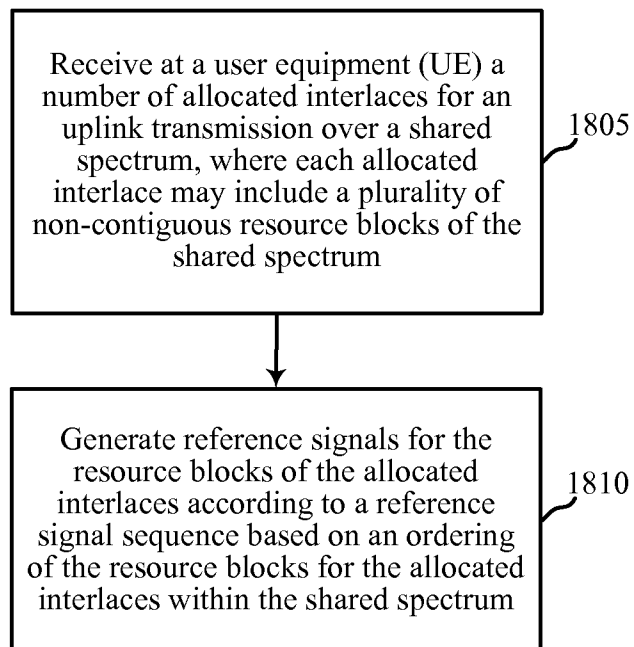 Receive at a user equipment (UE) a
number of allocated interlaces for an
uplink transmission over a shared
spectrum, where each allocated
interlace may include a plurality of
non-contiguous resource blocks of the
shared spectrum
1805
Generate reference signals for the
resource blocks of the allocated
interlaces according to a reference
signal sequence based on an ordering
of the resource blocks for the allocated
interlaces within the shared spectrum
1810